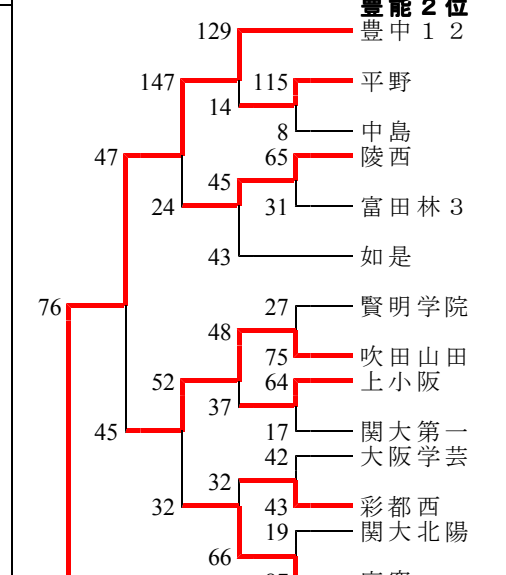 豊能２位
129 豊中１２
147 115 平野
14
8 中島
47 65 陵西
45
24 31 富田林３
43 如是
76 27 賢明学院
48
75 吹田山田
52 64 上小阪
37
45 17 関大第一
42 大阪学芸
32
32 43 彩都西
19 関大北陽
66